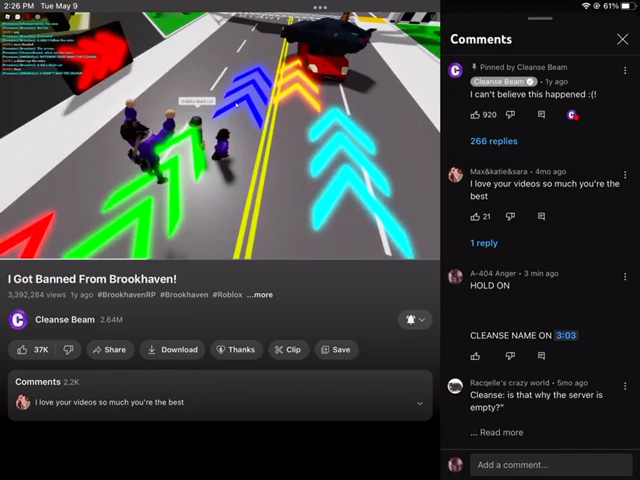 2:26 PM Tue May 9
61%
I Got Banned From Brookhaven!
3,392,284 views 1y ago #BrookhavenRP #Brookhaven #Roblox ...more
Cleanse Beam 2.64M
37K
Share
Download
Thanks
Clip
Save
Comments 2.2K
I love your videos so much you're the best
Comments
Pinned by Cleanse Beam
Cleanse Beam • 1y ago
I can't believe this happened :(!
920
266 replies
Max&katie&sara • 4mo ago
I love your videos so much you're the
best
21
1 reply
A-404 Anger • 3 min ago
HOLD ON
CLEANSE NAME ON 3:03
Racqelle's crazy world • 5mo ago
Cleanse: is that why the server is
empty?"
... Read more
Add a comment...